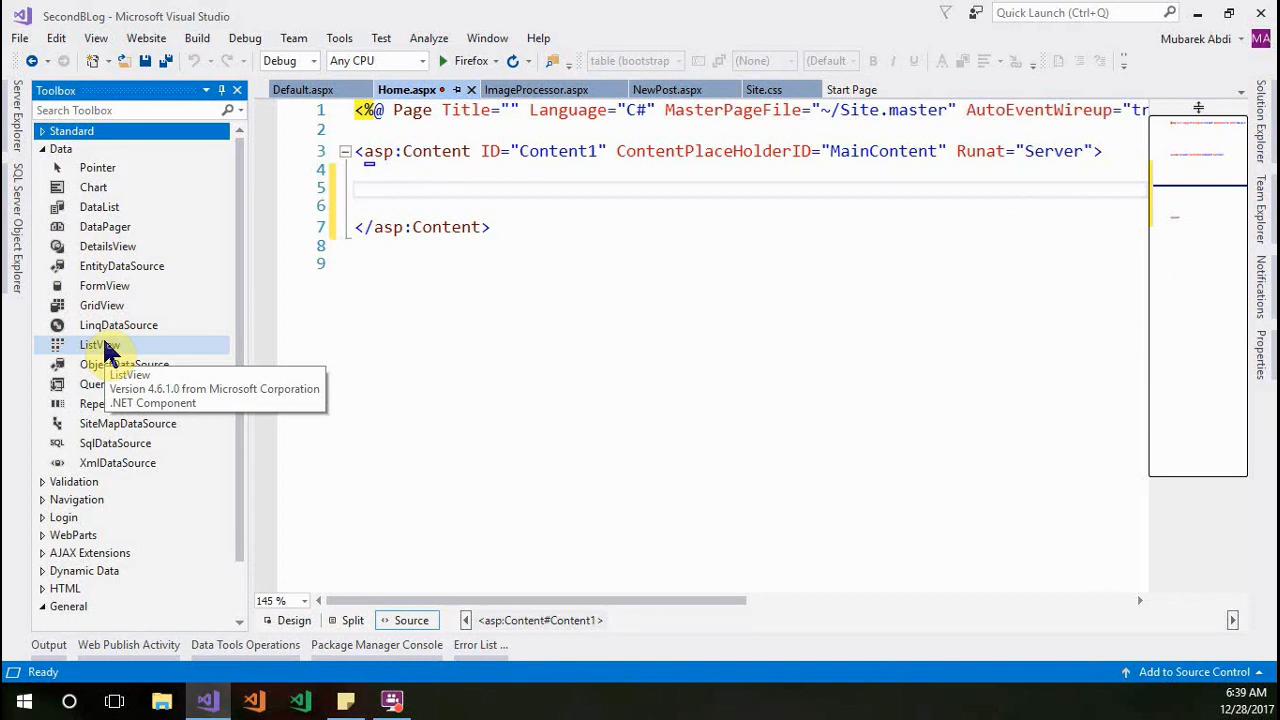 SecondBLog - Microsoft Visual Studio
Quick Launch (Ctrl+Q)
File Edit View Website Build Debug Team Tools Test Analyze Window Help
Mubarek Abdi MA
Debug Any CPU Firefox table (bootstrap (None) (Default B I
Toolbox
Default.aspx Home.aspx ImageProcessor.aspx NewPost.aspx Site.css Start Page
Search Toolbox
Standard
Data
Pointer
Chart
DataList
DataPager
DetailsView
EntityDataSource
FormView
GridView
LinqDataSource
ListView
ObjectDataSource
Quer
Repe
SiteMapDataSource
SQL SqlDataSource
XmlDataSource
Validation
Navigation
Login
WebParts
AJAX Extensions
Dynamic Data
HTML
General
ListView
Version 4.6.1.0 from Microsoft Corporation
.NET Component
1 <%@ Page Title="" Language="C#" MasterPageFile="~/Site.master" AutoEventWireup="tr
2
3 <asp:Content ID="Content1" ContentPlaceHolderID="MainContent" Runat="Server">
4
5
6
7 </asp:Content>
8
9
Server Explorer
SQL Server Object Explorer
Solution Explorer
Team Explorer
Notifications
Properties
145 %
Design Split Source <asp:Content#Content1>
Output Web Publish Activity Data Tools Operations Package Manager Console Error List ...
Ready Add to Source Control
6:39 AM
12/28/2017